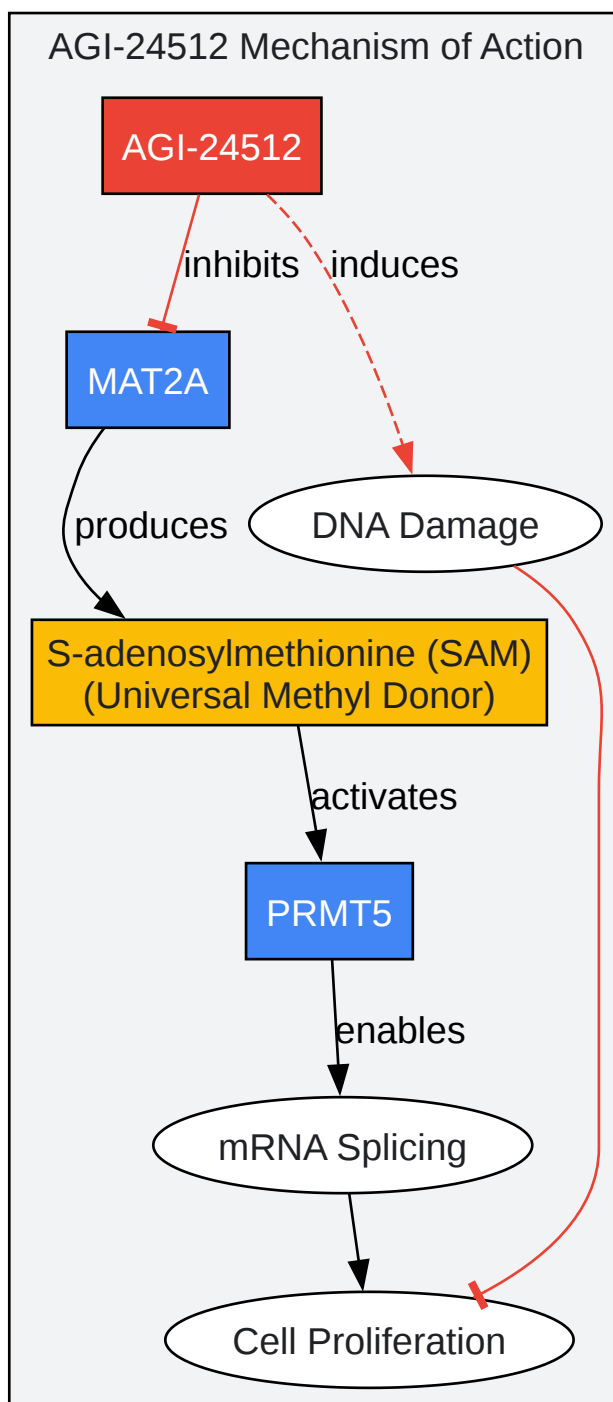 AGI-24512 Mechanism of Action
AGI-24512
inhibits
induces
MAT2A
produces
DNA Damage
S-adenosylmethionine (SAM)
(Universal Methyl Donor)
activates
PRMT5
enables
mRNA Splicing
Cell Proliferation